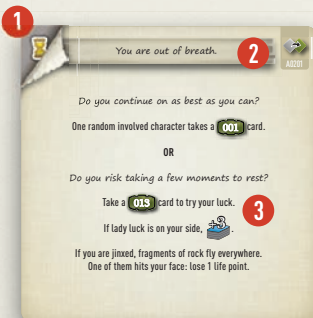 1
You are out of breath.
2
A0201
Do you continue on as best as you can?
One random involved character takes a 001 card.
OR
Do you risk taking a few moments to rest?
Take a 013 card to try your luck.
3
If lady luck is on your side, +3 .
If you are jinxed, fragments of rock fly everywhere.
One of them hits your face: lose 1 life point.